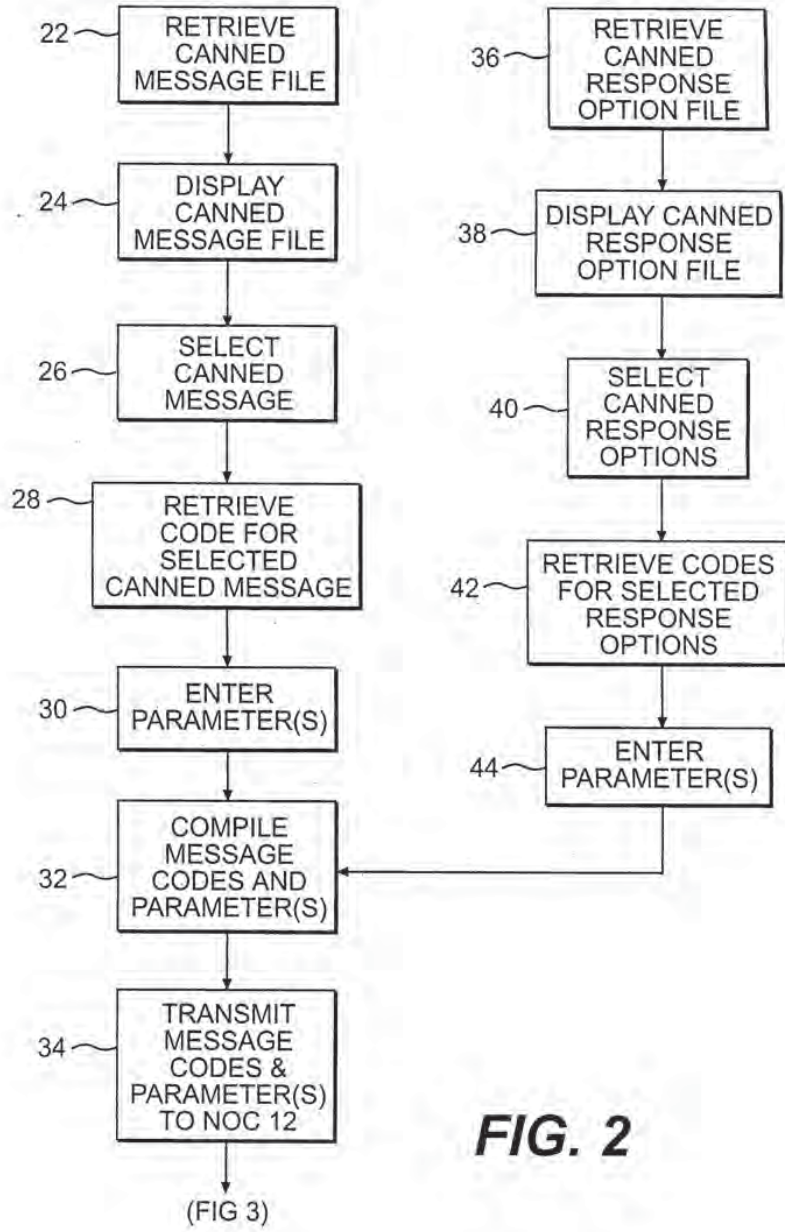 22
RETRIEVE
CANNED
MESSAGE FILE
24
DISPLAY
CANNED
MESSAGE FILE
26
SELECT
CANNED
MESSAGE
28
RETRIEVE
CODE FOR
SELECTED
CANNED MESSAGE
30
ENTER
PARAMETER(S)
32
COMPILE
MESSAGE
CODES AND
PARAMETER(S)
34
TRANSMIT
MESSAGE
CODES &
PARAMETER(S)
TO NOC 12
(FIG 3)
36
RETRIEVE
CANNED
RESPONSE
OPTION FILE
38
DISPLAY CANNED
RESPONSE
OPTION FILE
40
SELECT
CANNED
RESPONSE
OPTIONS
42
RETRIEVE CODES
FOR SELECTED
RESPONSE
OPTIONS
44
ENTER
PARAMETER(S)
FIG. 2